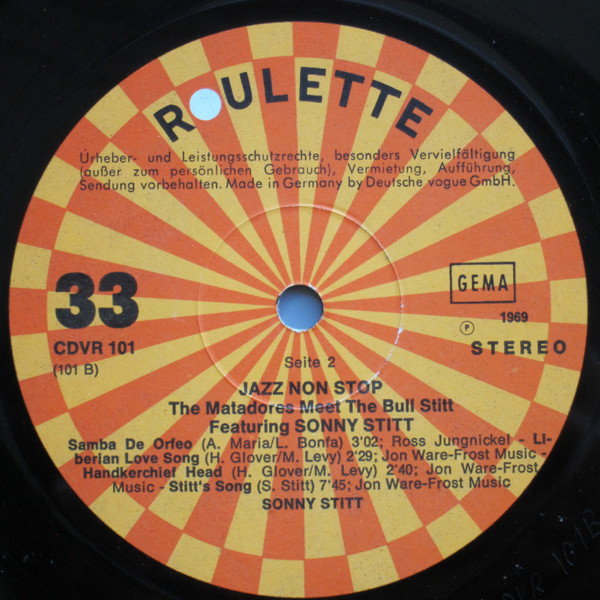 ROULETTE
Urheber- und Leistungsschutzrechte, besonders Vervielfältigung
(außer zum persönlichen Gebrauch), Vermietung, Aufführung,
Sendung vorbehalten. Made in Germany by Deutsche vogue GmbH.
33
GEMA
CDVR 101
(101 B)
Ⓟ 1969
STEREO
Seite 2
JAZZ NON STOP
The Matadores Meet The Bull Stitt
Featuring SONNY STITT
Samba De Orfeo (A. Maria/L. Bonfa) 3'02; Ross Jungnickel - LI-
berian Love Song (H. Glover/M. Levy) 2'29; Jon Ware-Frost Music -
Handkerchief Head (H. Glover/M. Levy) 2'40; Jon Ware-Frost
Music - Stitt's Song (S. Stitt) 7'45; Jon Ware-Frost Music
SONNY STITT